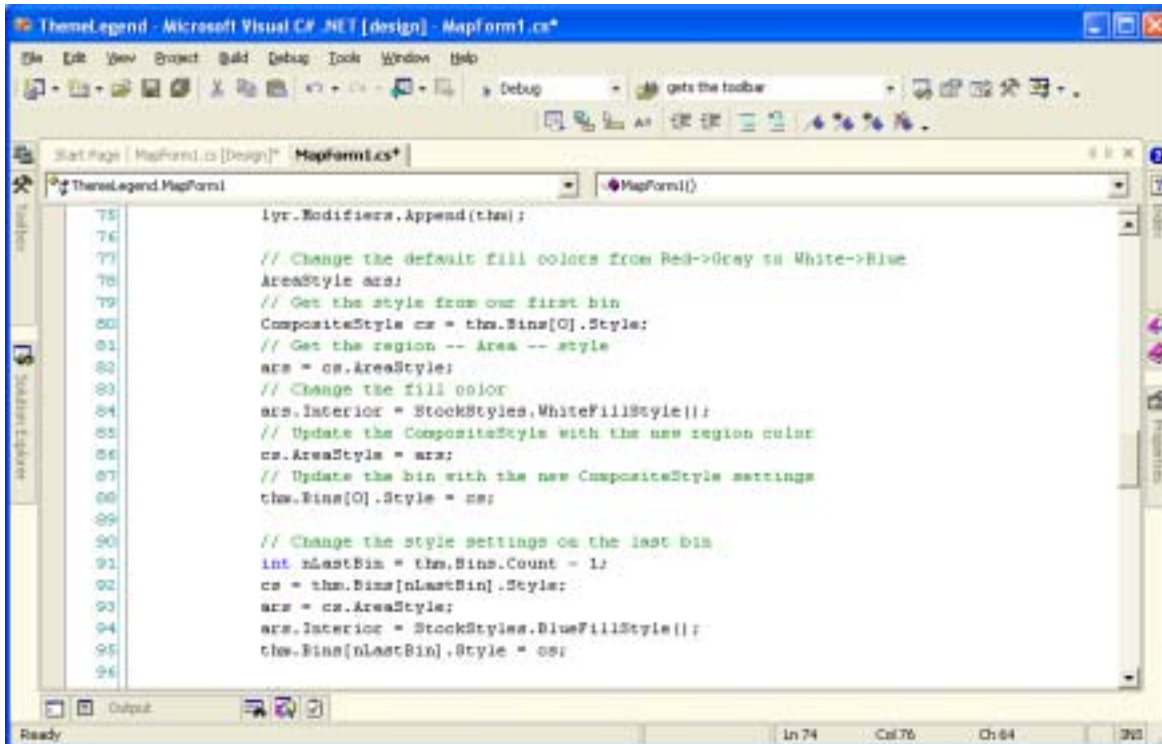 ThemeLegend - Microsoft Visual C# .NET [design] - MapForm1.cs*
File Edit View Project Build Debug Tools Window Help
Debug gets the toolbar
Start Page MapForm1.cs [Design]* MapForm1.cs*
ThemeLegend.MapForm1 MapForm1()
Toolbox
Solution Explorer
Index
Properties
75 lyr.Modifiers.Append(thm);
76
77 // Change the default fill colors from Red->Gray to White->Blue
78 AreaStyle ars;
79 // Get the style from our first bin
80 CompositeStyle cs = thm.Bins[0].Style;
81 // Get the region -- Area -- style
82 ars = cs.AreaStyle;
83 // Change the fill color
84 ars.Interior = StockStyles.WhiteFillStyle();
85 // Update the CompositeStyle with the new region color
86 cs.AreaStyle = ars;
87 // Update the bin with the new CompositeStyle settings
88 thm.Bins[0].Style = cs;
89
90 // Change the style settings on the last bin
91 int nLastBin = thm.Bins.Count - 1;
92 cs = thm.Bins[nLastBin].Style;
93 ars = cs.AreaStyle;
94 ars.Interior = StockStyles.BlueFillStyle();
95 thm.Bins[nLastBin].Style = cs;
96
Output
Ready Ln 74 Col 76 Ch 64 INS